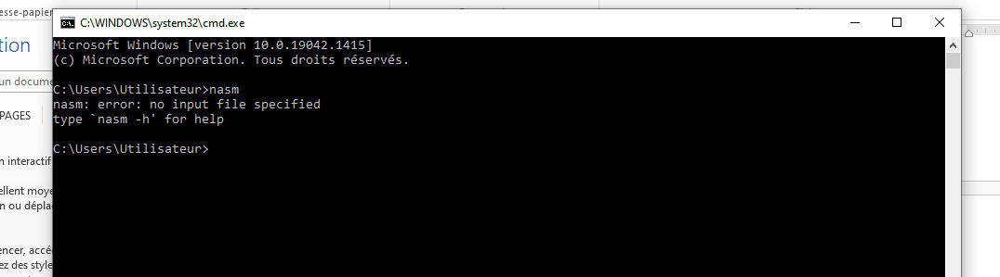 esse-papier
C:\WINDOWS\system32\cmd.exe
Microsoft Windows [version 10.0.19042.1415]
(c) Microsoft Corporation. Tous droits réservés.
C:\Users\Utilisateur>nasm
nasm: error: no input file specified
type `nasm -h' for help
C:\Users\Utilisateur>
tion
un docume
PAGES
n interactif
ellent moye
n ou dépla
encer, accé
ez des style